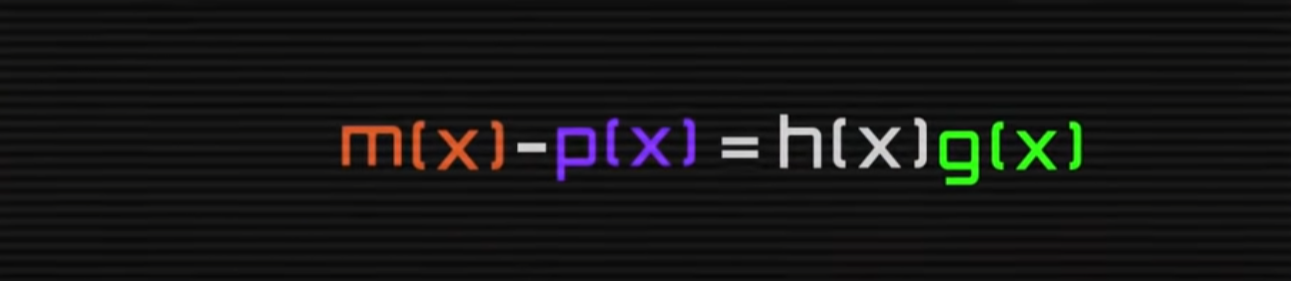 m(x)-p(x) = h(x)g(x)